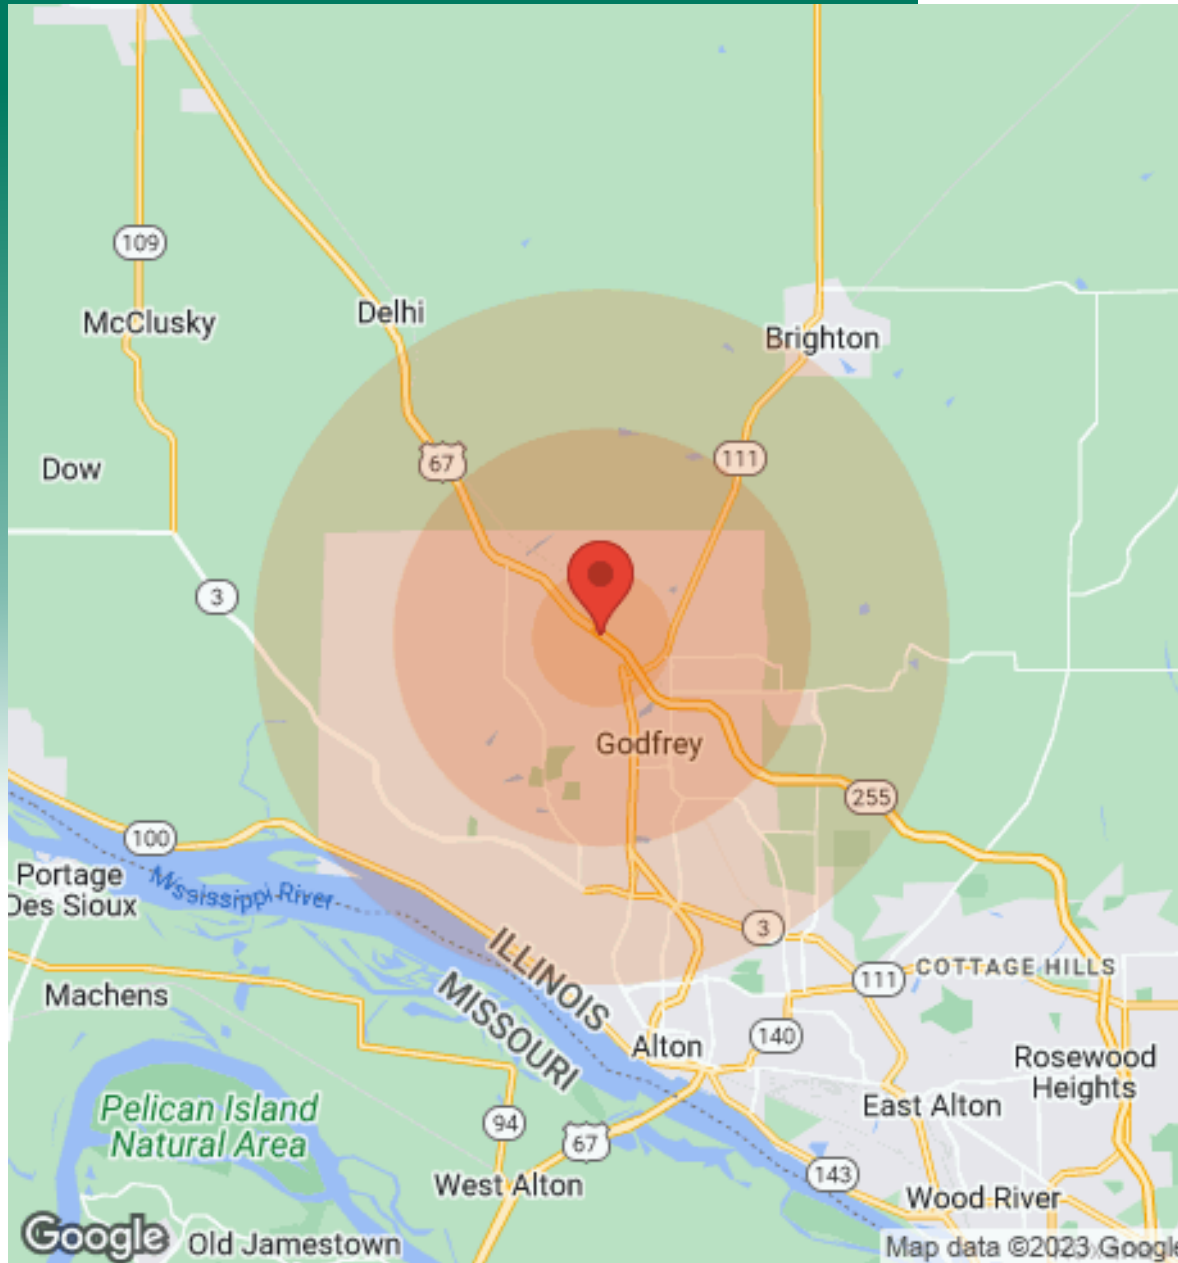 109
Delhi
McClusky
Brighton
67
111
Dow
3
Godfrey
255
100
Portage
Des Sioux
Mississippi River
3
ILLINOIS
MISSOURI
111
COTTAGE HILLS
Machens
140
Alton
Rosewood
Heights
Pelican Island
Natural Area
94
67
East Alton
West Alton
143
Wood River
Google
Old Jamestown
Map data ©2023 Google